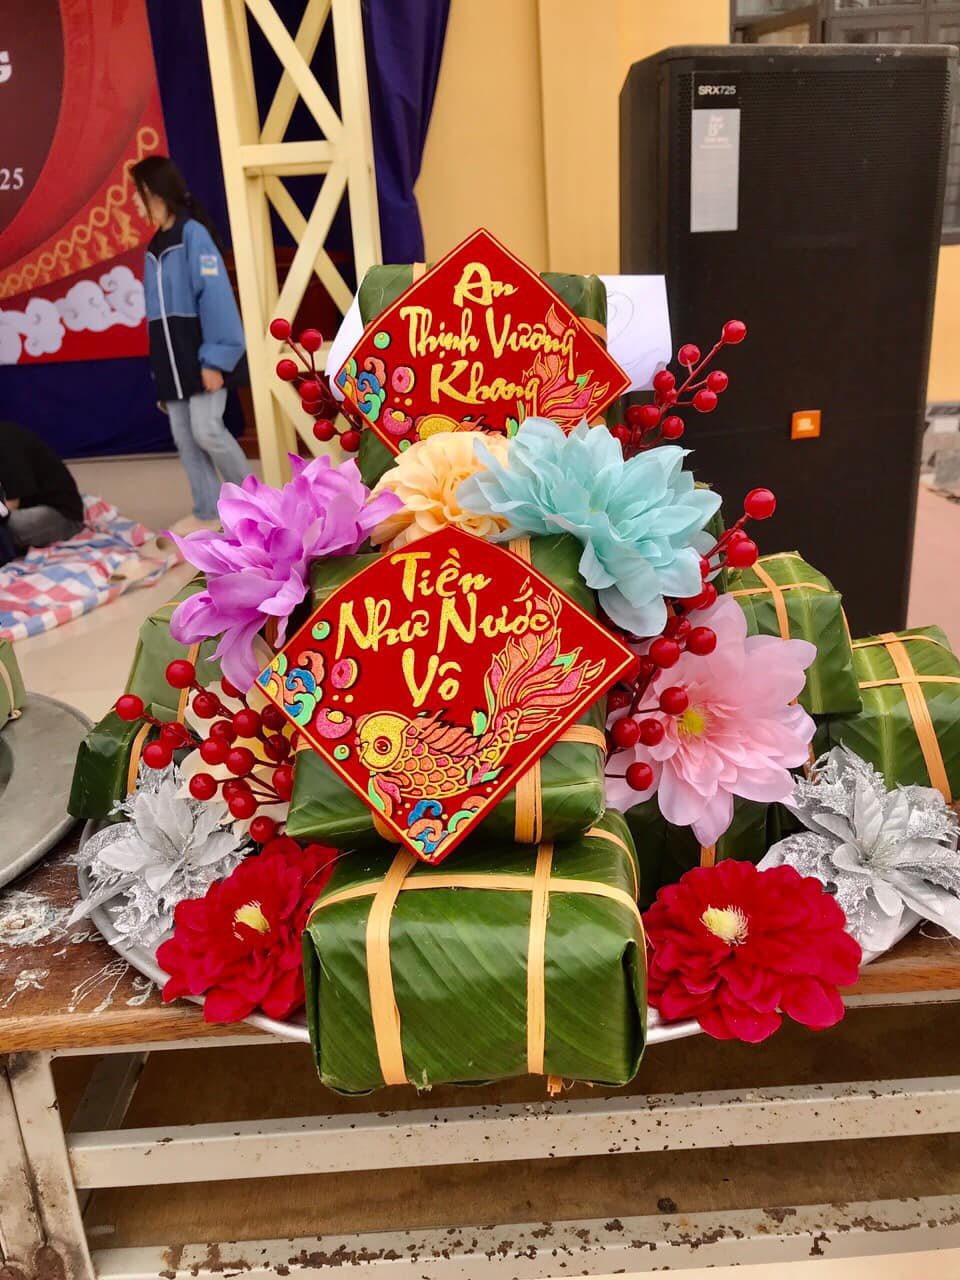 G
25
SRX725
An
Thịnh Vượng
Khang
Tiền
Như Nước
Vô
JBL